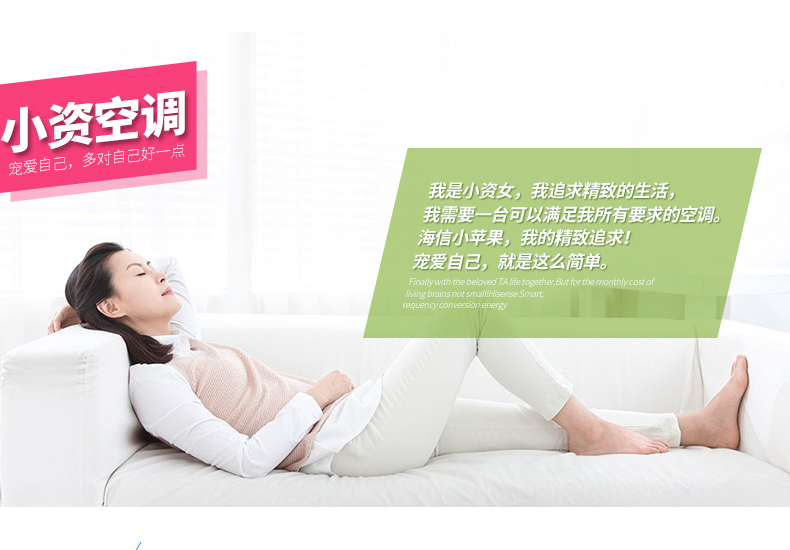 小资空调
宠爱自己，多对自己好一点
我是小资女，我追求精致的生活，
我需要一台可以满足我所有要求的空调。
海信小苹果，我的精致追求！
宠爱自己，就是这么简单。
Finally with the beloved TA life together,But for the monthly cost of
living brains not small!Hisense Smart,
requency conversion energy